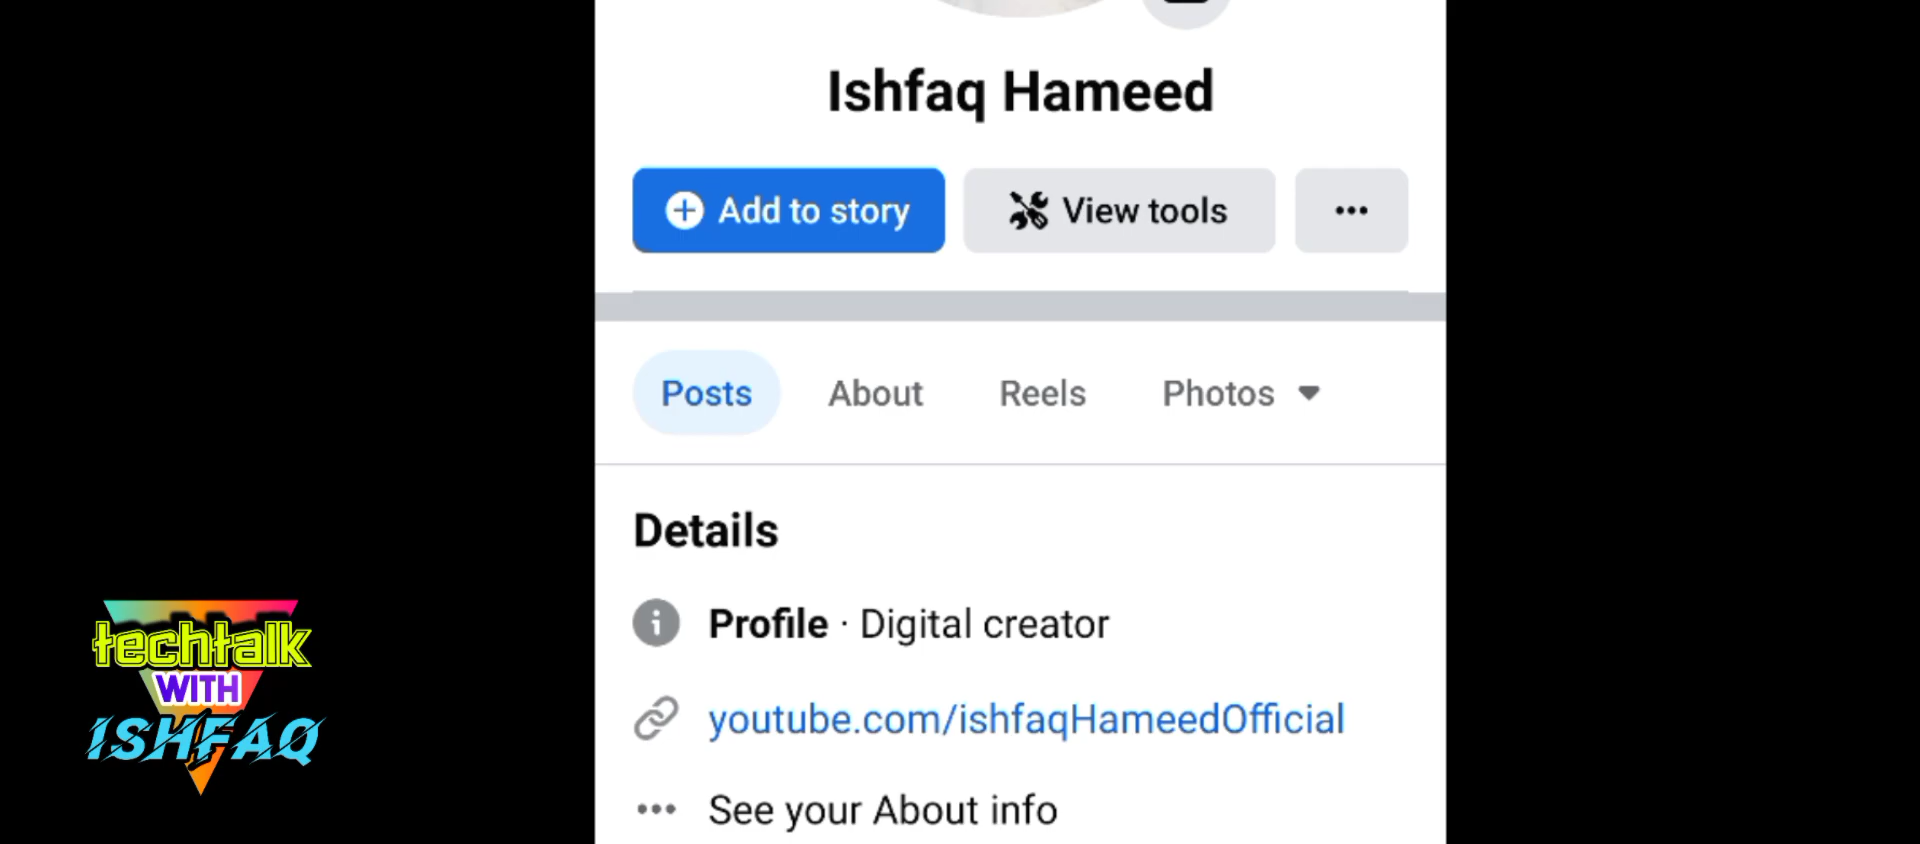 Ishfaq Hameed
Add to story
View tools
Posts
About
Reels
Photos
Details
Profile · Digital creator
youtube.com/ishfaqHameedOfficial
See your About info
techtalk
WITH
ISHFAQ